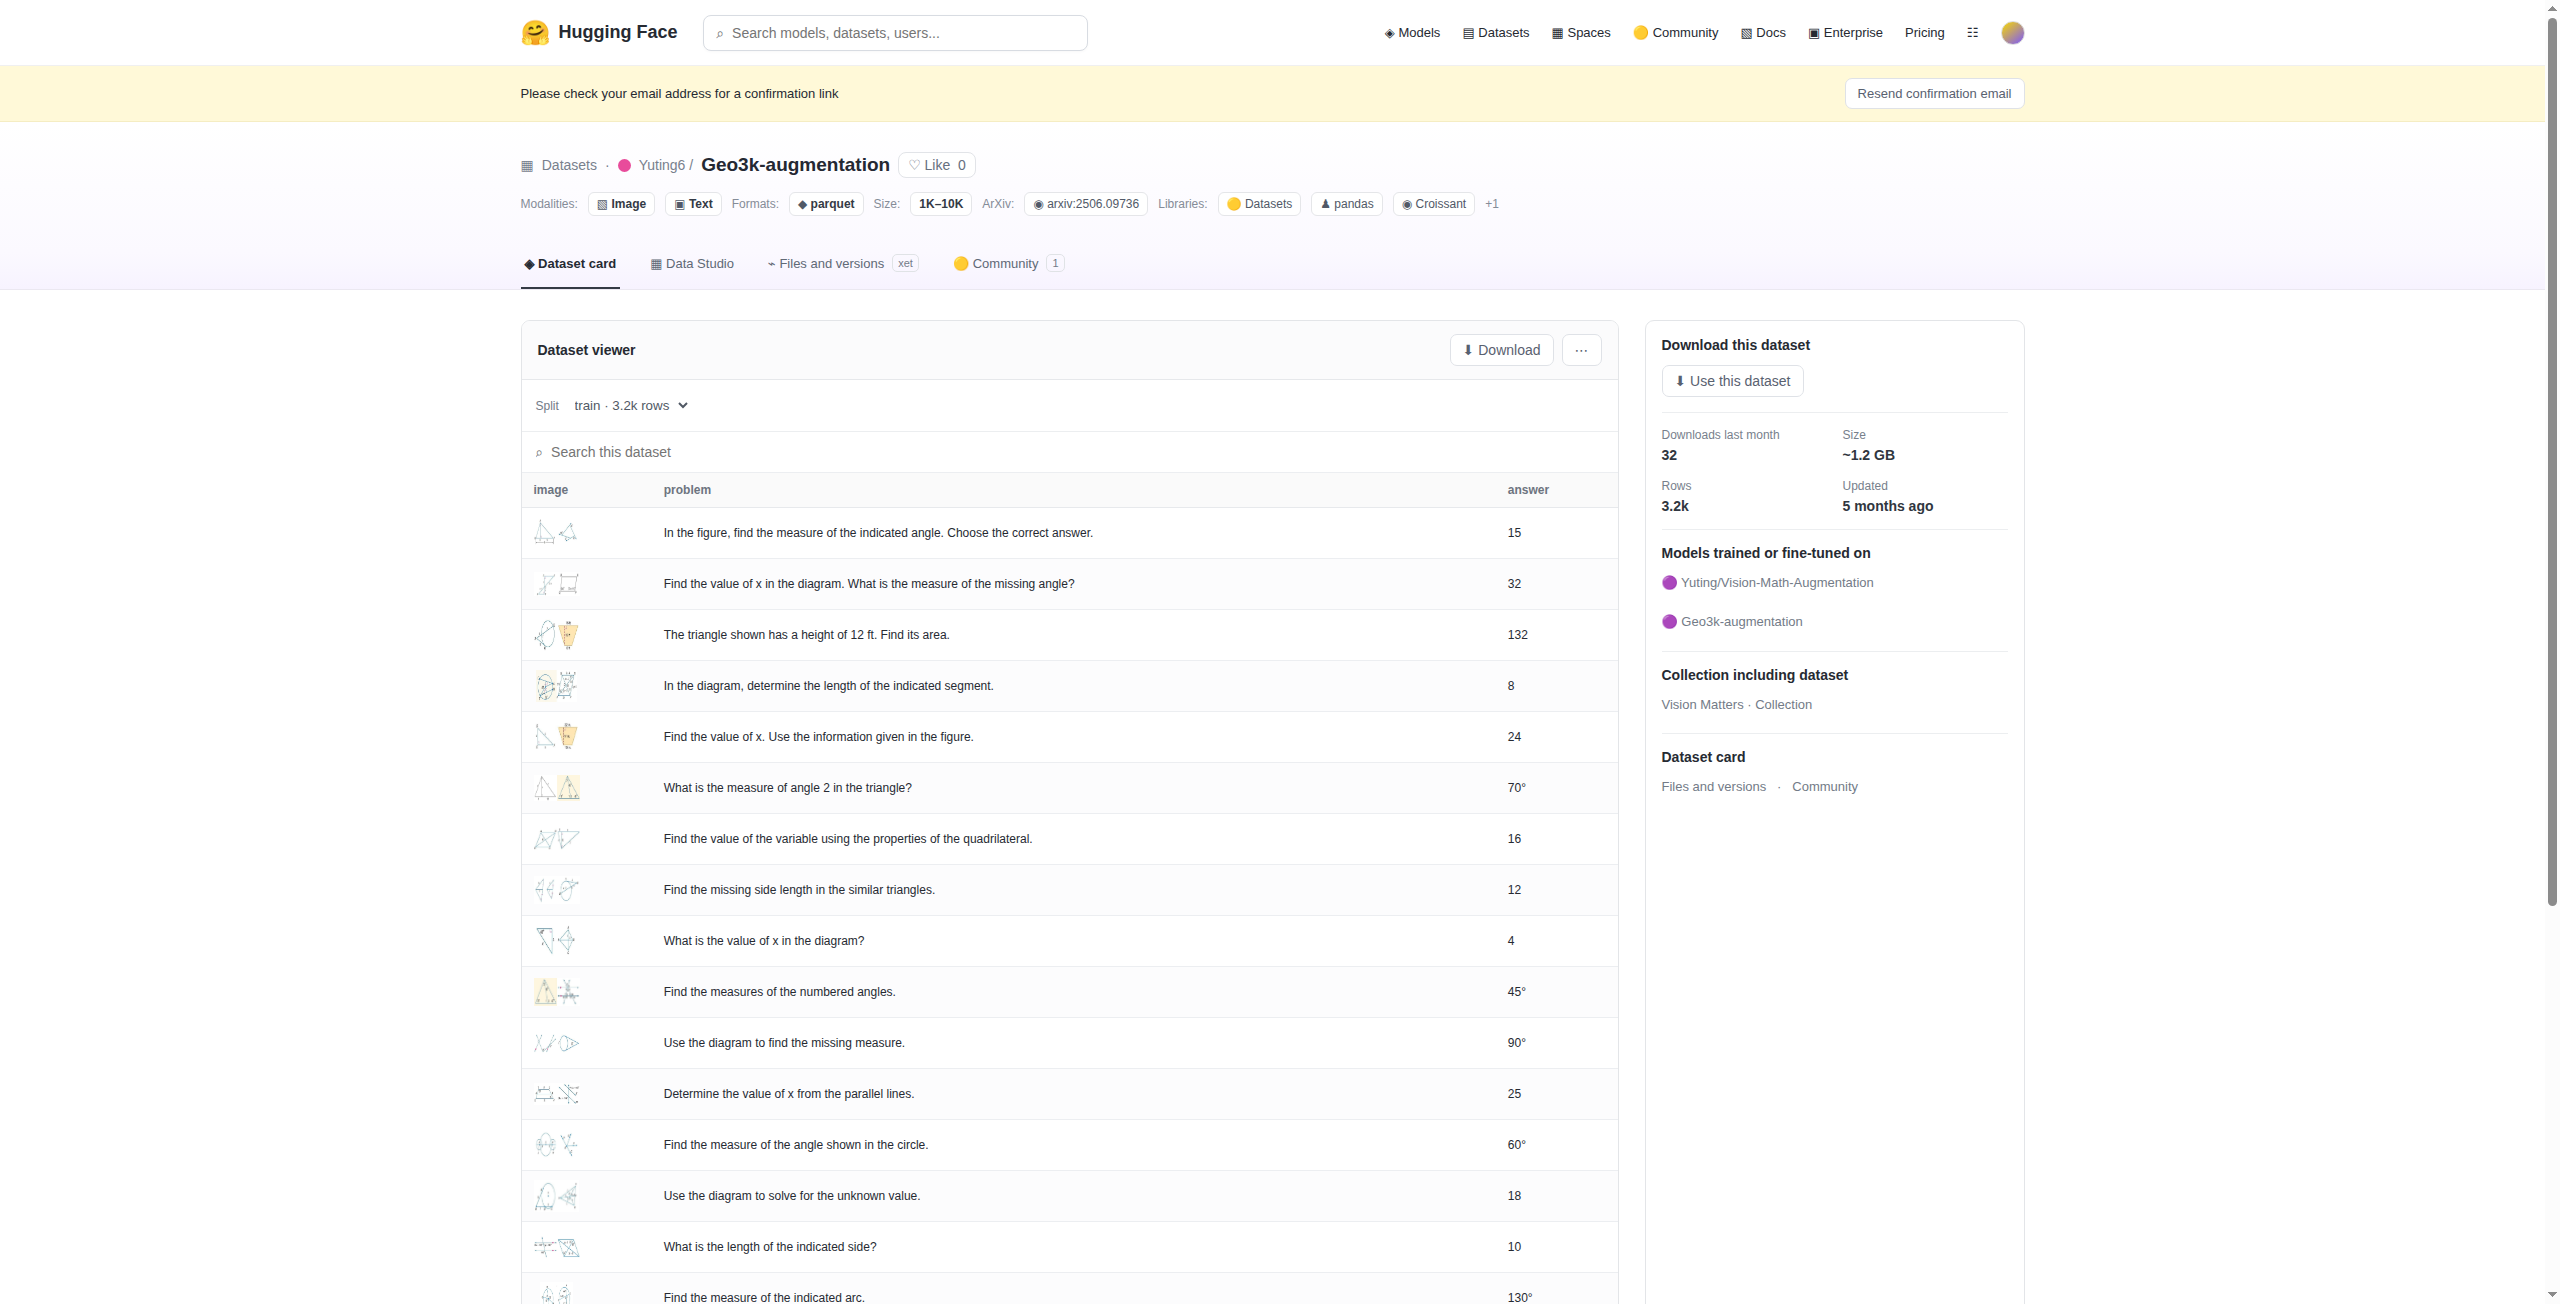 Hugging Face
Search models, datasets, users...
Models Datasets Spaces Community Docs Enterprise Pricing
Please check your email address for a confirmation link
Resend confirmation email
Datasets · Yuting6 / Geo3k-augmentation Like 0
Modalities: Image Text Formats: parquet Size: 1K–10K ArXiv: arxiv:2506.09736 Libraries: Datasets pandas Croissant +1
Dataset card Data Studio Files and versions xet Community 1
Dataset viewer
Download
Split train · 3.2k rows
Search this dataset
image problem answer
In the figure, find the measure of the indicated angle. Choose the correct answer. 15
Find the value of x in the diagram. What is the measure of the missing angle? 32
The triangle shown has a height of 12 ft. Find its area. 132
In the diagram, determine the length of the indicated segment. 8
Find the value of x. Use the information given in the figure. 24
What is the measure of angle 2 in the triangle? 70°
Find the value of the variable using the properties of the quadrilateral. 16
Find the missing side length in the similar triangles. 12
What is the value of x in the diagram? 4
Find the measures of the numbered angles. 45°
Use the diagram to find the missing measure. 90°
Determine the value of x from the parallel lines. 25
Find the measure of the angle shown in the circle. 60°
Use the diagram to solve for the unknown value. 18
What is the length of the indicated side? 10
Find the measure of the indicated arc. 130°
Download this dataset
Use this dataset
Downloads last month Size
32 ~1.2 GB
Rows Updated
3.2k 5 months ago
Models trained or fine-tuned on
Yuting/Vision-Math-Augmentation
Geo3k-augmentation
Collection including dataset
Vision Matters · Collection
Dataset card
Files and versions · Community